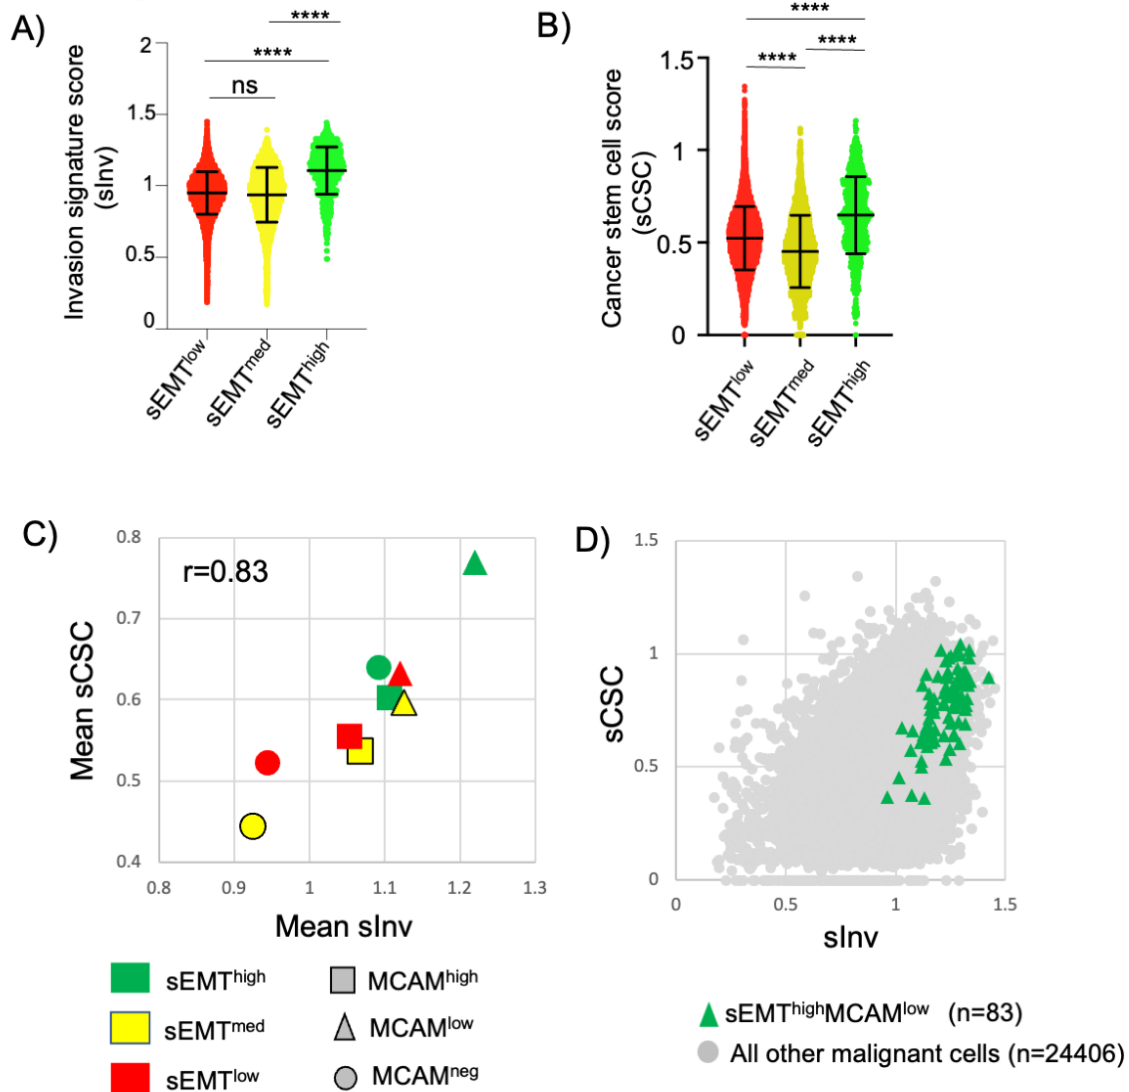 A)
****
****
ns
2
1.5
1
0.5
0
Invasion signature score
(sInv)
sEMTlow
sEMTmed
sEMThigh
B)
****
****
****
1.5
1
0.5
0
Cancer stem cell score
(sCSC)
sEMTlow
sEMTmed
sEMThigh
C)
r=0.83
0.8
0.7
0.6
0.5
0.4
Mean sCSC
0.8 0.9 1 1.1 1.2 1.3
Mean sInv
sEMThigh
sEMTmed
sEMTlow
MCAMhigh
MCAMlow
MCAMneg
D)
1.5
1
0.5
0
sCSC
0 0.5 1 1.5
sInv
sEMThighMCAMlow (n=83)
All other malignant cells (n=24406)